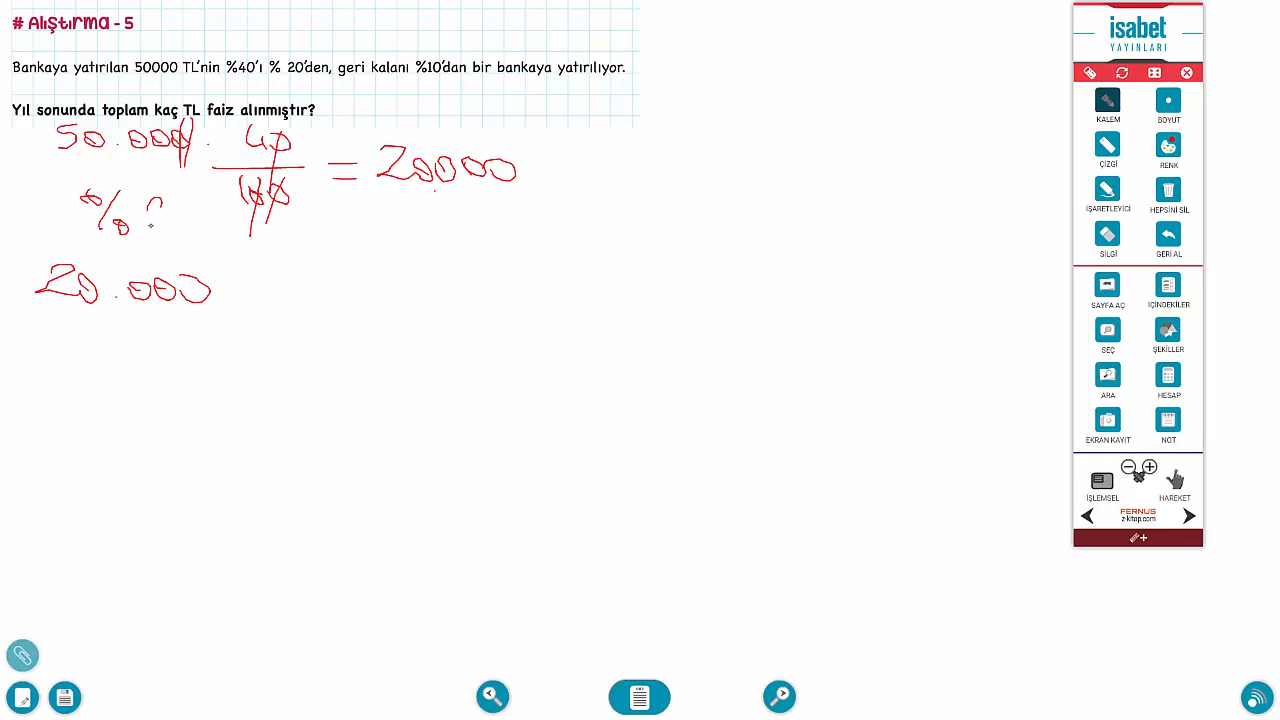 # Alıştırma - 5
Bankaya yatırılan 50000 TL'nin %40'ı % 20'den, geri kalanı %10'dan bir bankaya yatırılıyor.
Yıl sonunda toplam kaç TL faiz alınmıştır?
50.000 . 40
100
= 20000
%
20.000
isabet
YAYINLARI
KALEM
BOYUT
ÇİZGİ
RENK
İŞARETLEYİCİ
HEPSİNİ SİL
SİLGİ
GERİ AL
SAYFA AÇ
İÇİNDEKİLER
SEÇ
ŞEKİLLER
ARA
HESAP
EKRAN KAYIT
NOT
İŞLEMSEL
HAREKET
FERNUS
z-kitap.com